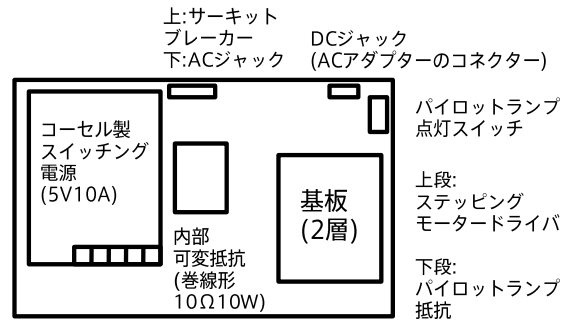 上:サーキット
ブレーカー
下:ACジャック
DCジャック
(ACアダプターのコネクター)
コーセル製
スイッチング
電源
(5V10A)
内部
可変抵抗
(巻線形
10Ω10W)
基板
(2層)
パイロットランプ
点灯スイッチ
上段:
ステッピング
モータードライバ
下段:
パイロットランプ
抵抗